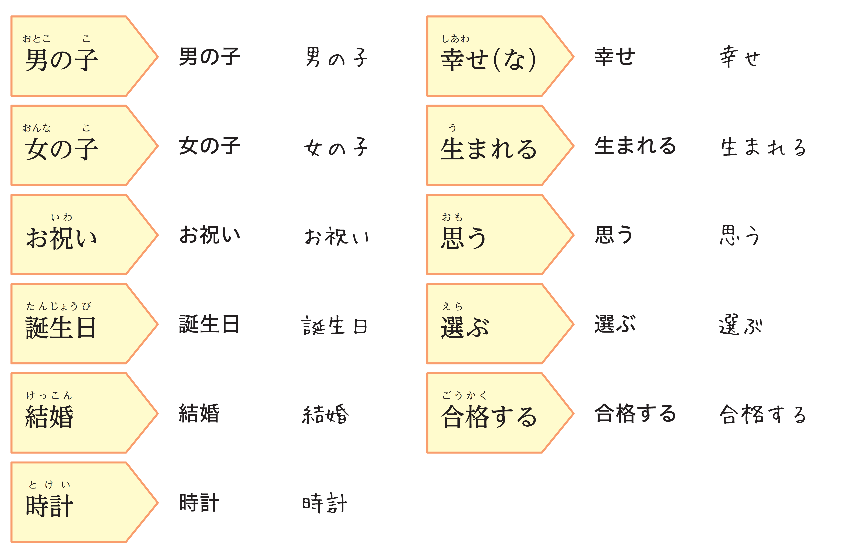 おとこ こ
男の子 男の子 男の子
おんな こ
女の子 女の子 女の子
いわ
お祝い お祝い お祝い
たんじょうび
誕生日 誕生日 誕生日
けっこん
結婚 結婚 結婚
とけい
時計 時計 時計
しあわ
幸せ(な) 幸せ 幸せ
う
生まれる 生まれる 生まれる
おも
思う 思う 思う
えら
選ぶ 選ぶ 選ぶ
ごうかく
合格する 合格する 合格する